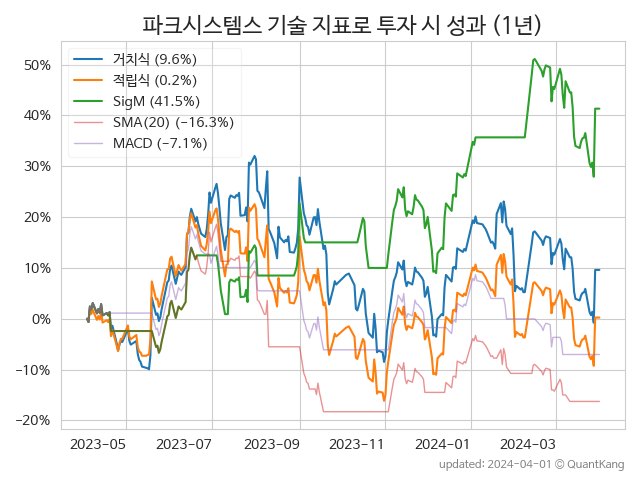 파크시스템스 기술 지표로 투자 시 성과 (1년)
거치식 (9.6%)
적립식 (0.2%)
SigM (41.5%)
SMA(20) (−16.3%)
MACD (−7.1%)
50%
40%
30%
20%
10%
0%
−10%
−20%
2023-05
2023-07
2023-09
2023-11
2024-01
2024-03
updated: 2024-04-01 © QuantKang